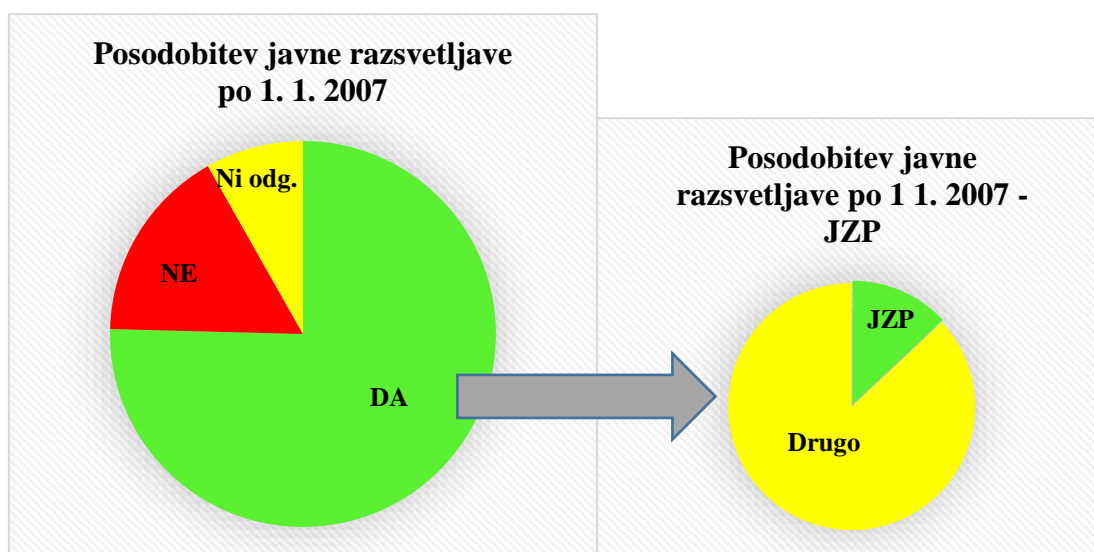 Posodobitev javne razsvetljave
po 1. 1. 2007
Ni odg.
NE
DA
Posodobitev javne
razsvetljave po 1 1. 2007 -
JZP
JZP
Drugo